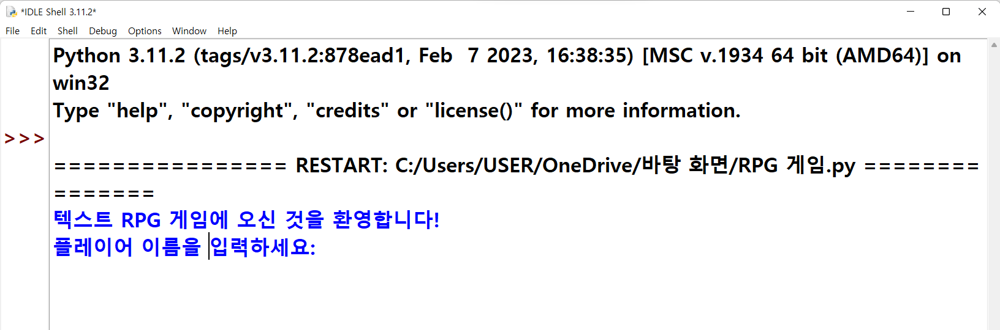 *IDLE Shell 3.11.2*
File Edit Shell Debug Options Window Help
Python 3.11.2 (tags/v3.11.2:878ead1, Feb  7 2023, 16:38:35) [MSC v.1934 64 bit (AMD64)] on
win32
Type "help", "copyright", "credits" or "license()" for more information.
>>>
================ RESTART: C:/Users/USER/OneDrive/바탕 화면/RPG 게임.py ========
=======
텍스트 RPG 게임에 오신 것을 환영합니다!
플레이어 이름을 입력하세요: